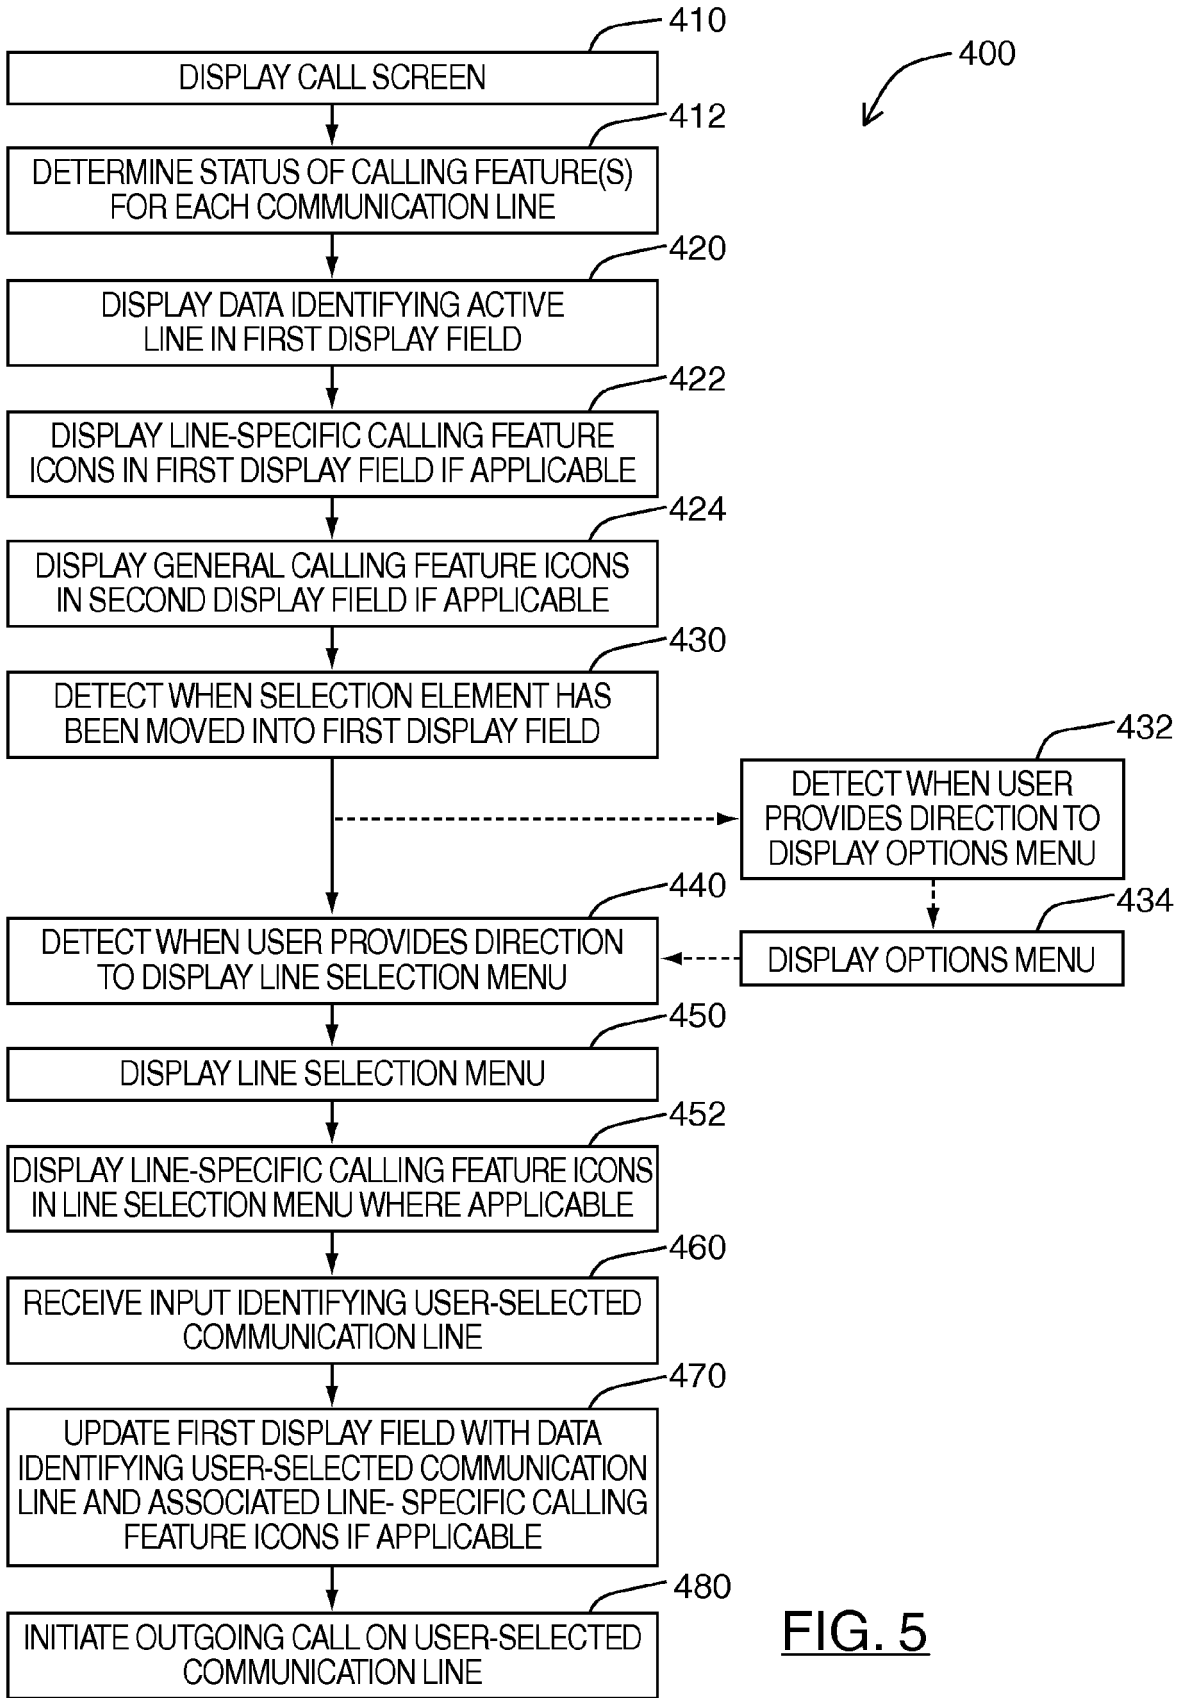 410
400
DISPLAY CALL SCREEN
412
DETERMINE STATUS OF CALLING FEATURE(S)
FOR EACH COMMUNICATION LINE
420
DISPLAY DATA IDENTIFYING ACTIVE
LINE IN FIRST DISPLAY FIELD
422
DISPLAY LINE-SPECIFIC CALLING FEATURE
ICONS IN FIRST DISPLAY FIELD IF APPLICABLE
424
DISPLAY GENERAL CALLING FEATURE ICONS
IN SECOND DISPLAY FIELD IF APPLICABLE
430
DETECT WHEN SELECTION ELEMENT HAS
BEEN MOVED INTO FIRST DISPLAY FIELD
432
DETECT WHEN USER
PROVIDES DIRECTION TO
DISPLAY OPTIONS MENU
434
DISPLAY OPTIONS MENU
440
DETECT WHEN USER PROVIDES DIRECTION
TO DISPLAY LINE SELECTION MENU
450
DISPLAY LINE SELECTION MENU
452
DISPLAY LINE-SPECIFIC CALLING FEATURE ICONS
IN LINE SELECTION MENU WHERE APPLICABLE
460
RECEIVE INPUT IDENTIFYING USER-SELECTED
COMMUNICATION LINE
470
UPDATE FIRST DISPLAY FIELD WITH DATA
IDENTIFYING USER-SELECTED COMMUNICATION
LINE AND ASSOCIATED LINE- SPECIFIC CALLING
FEATURE ICONS IF APPLICABLE
480
INITIATE OUTGOING CALL ON USER-SELECTED
COMMUNICATION LINE
FIG. 5